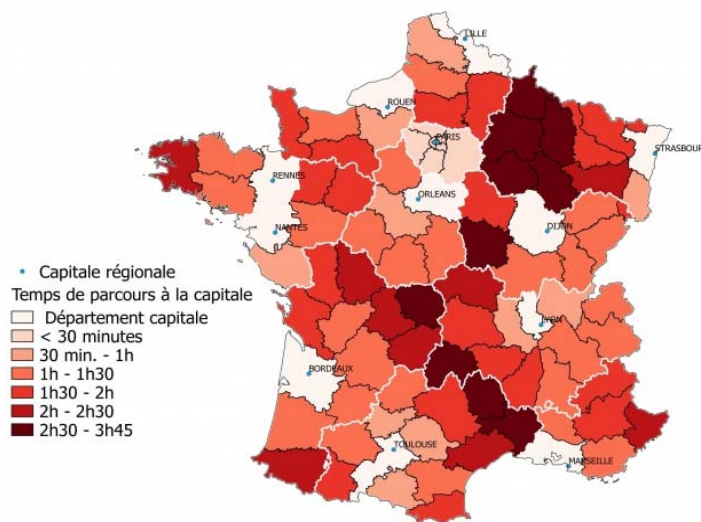 LILLE
ROUEN
PARIS
STRASBOURG
RENNES
ORLEANS
DIJON
NANTES
Capitale régionale
Temps de parcours à la capitale
Département capitale
< 30 minutes
30 min. - 1h
1h - 1h30
1h30 - 2h
2h - 2h30
2h30 - 3h45
LYON
BORDEAUX
TOULOUSE
MARSEILLE